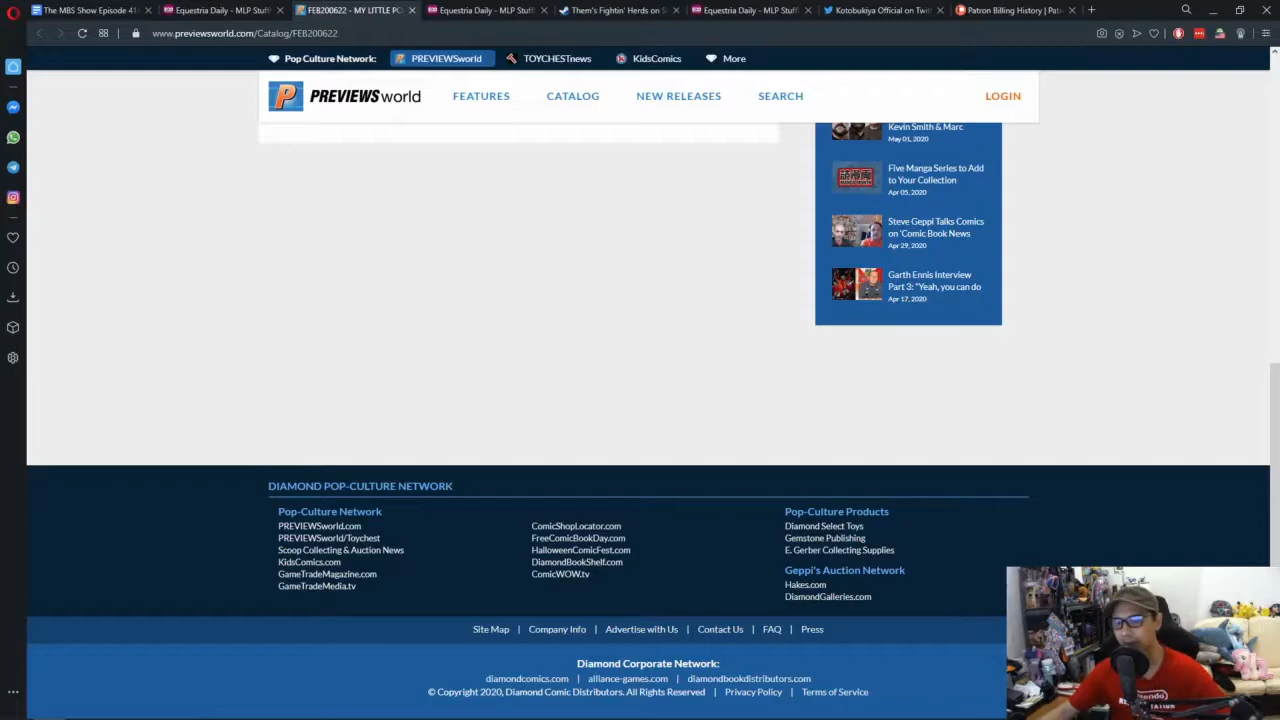 The MBS Show Episode 41
Equestria Daily - MLP Stuff!
FEB200622 - MY LITTLE PO
Equestria Daily - MLP Stuff!
Them's Fightin' Herds on S
Equestria Daily - MLP Stuff!
Kotobukiya Official on Twit
Patron Billing History | Pat
www.previewsworld.com/Catalog/FEB200622
Pop Culture Network:
PREVIEWSworld
TOYCHESTnews
KidsComics
More
PREVIEWSworld
FEATURES
CATALOG
NEW RELEASES
SEARCH
LOGIN
Kevin Smith & Marc
May 01, 2020
Five Manga Series to Add
to Your Collection
Apr 05, 2020
Steve Geppi Talks Comics
on 'Comic Book News
Apr 29, 2020
Garth Ennis Interview
Part 3: "Yeah, you can do
Apr 17, 2020
DIAMOND POP-CULTURE NETWORK
Pop-Culture Network
PREVIEWSworld.com
PREVIEWSworld/Toychest
Scoop Collecting & Auction News
KidsComics.com
GameTradeMagazine.com
GameTradeMedia.tv
ComicShopLocator.com
FreeComicBookDay.com
HalloweenComicFest.com
DiamondBookShelf.com
ComicWOW.tv
Pop-Culture Products
Diamond Select Toys
Gemstone Publishing
E. Gerber Collecting Supplies
Geppi's Auction Network
Hakes.com
DiamondGalleries.com
Site Map | Company Info | Advertise with Us | Contact Us | FAQ | Press
Diamond Corporate Network:
diamondcomics.com | alliance-games.com | diamondbookdistributors.com
© Copyright 2020, Diamond Comic Distributors. All Rights Reserved | Privacy Policy | Terms of Service